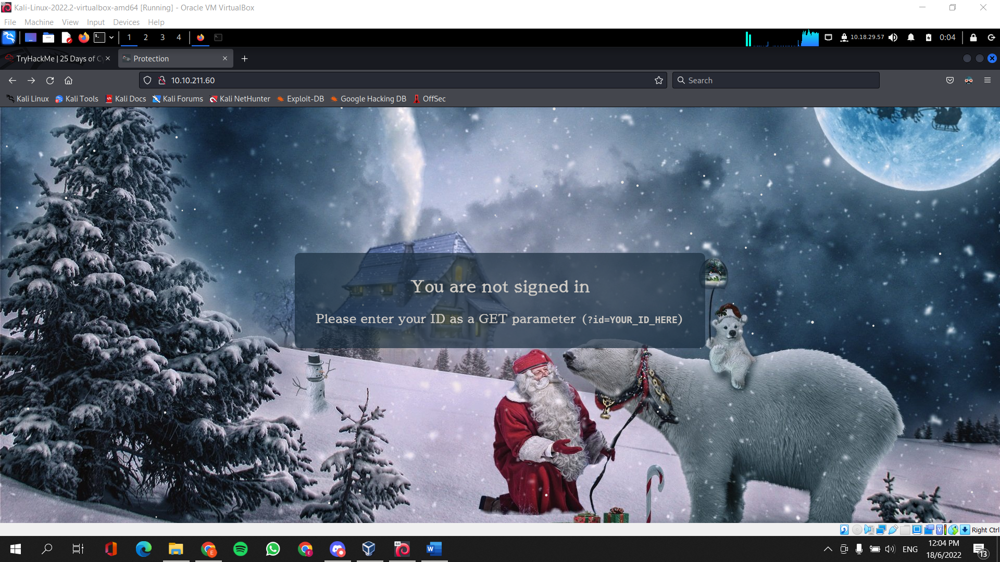 Kali-Linux-2022.2-virtualbox-amd64 [Running] - Oracle VM VirtualBox
File Machine View Input Devices Help
1 2 3 4 10.18.29.57 0:04
TryHackMe | 25 Days of Cy Protection
10.10.211.60 Search
Kali Linux Kali Tools Kali Docs Kali Forums Kali NetHunter Exploit-DB Google Hacking DB OffSec
You are not signed in
Please enter your ID as a GET parameter (?id=YOUR_ID_HERE)
Right Ctrl
12:04 PM
ENG
18/6/2022
13